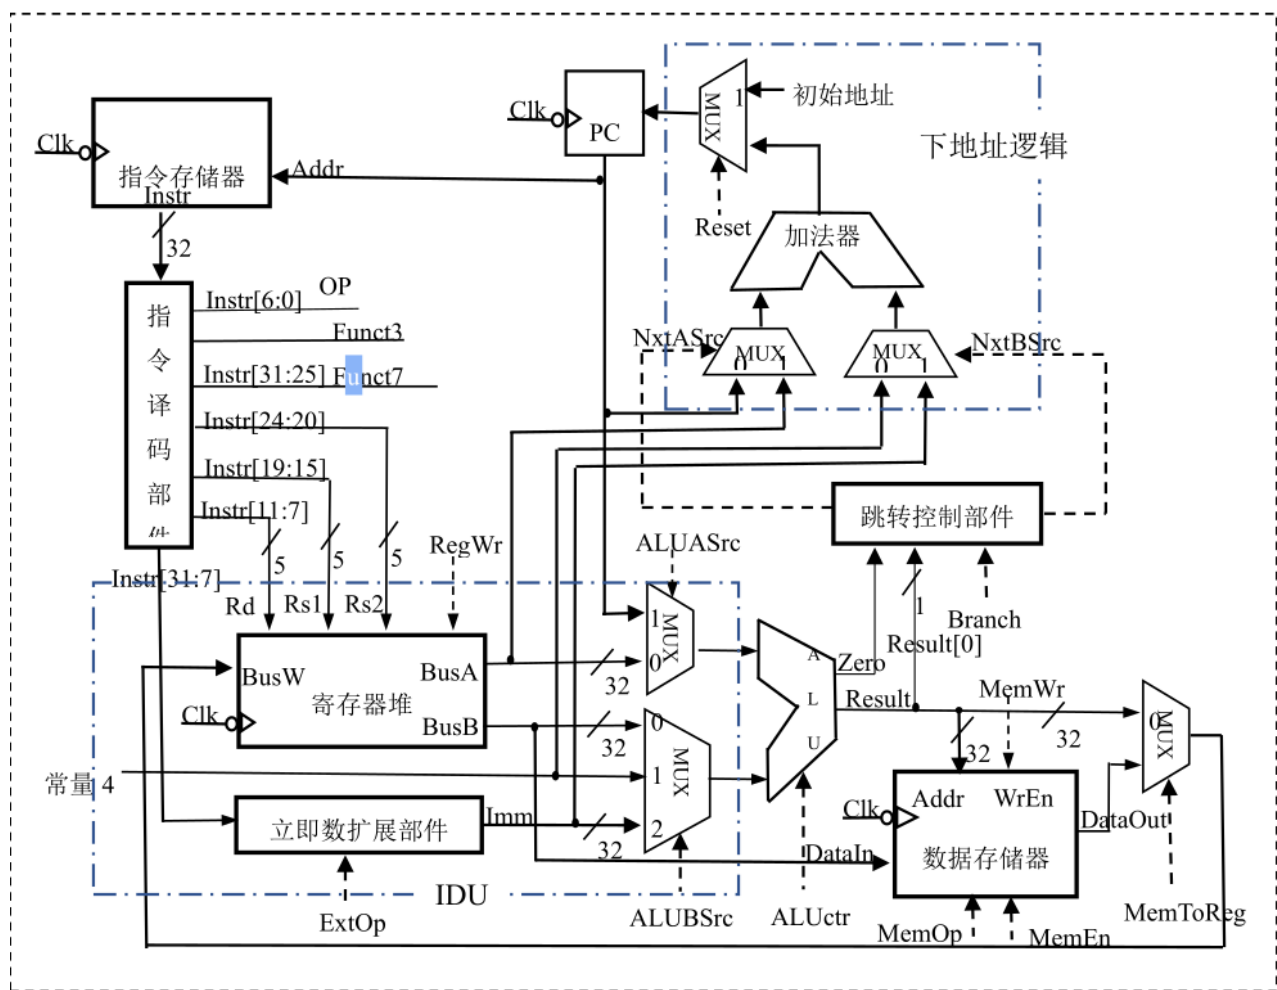 初始地址
Clk
PC
MUX
1
下地址逻辑
Clk
指令存储器
Addr
Instr
32
Reset
加法器
指令译码部件
Instr[6:0]
OP
Funct3
Instr[31:25]
Funct7
Instr[24:20]
Instr[19:15]
Instr[11:7]
Instr[31:7]
NxtASrc
MUX
0
1
MUX
0
1
NxtBSrc
跳转控制部件
5
5
5
RegWr
ALUASrc
Rd
Rs1
Rs2
1
MUX
0
1
Branch
BusW
BusA
寄存器堆
Clk
BusB
32
32
0
MUX
1
2
常量 4
立即数扩展部件
Imm
32
ALU
Zero
Result[0]
Result
MemWr
32
32
0
MUX
Addr
WrEn
Clk
数据存储器
DataIn
DataOut
IDU
ExtOp
ALUBSrc
ALUctr
MemOp
MemEn
MemToReg